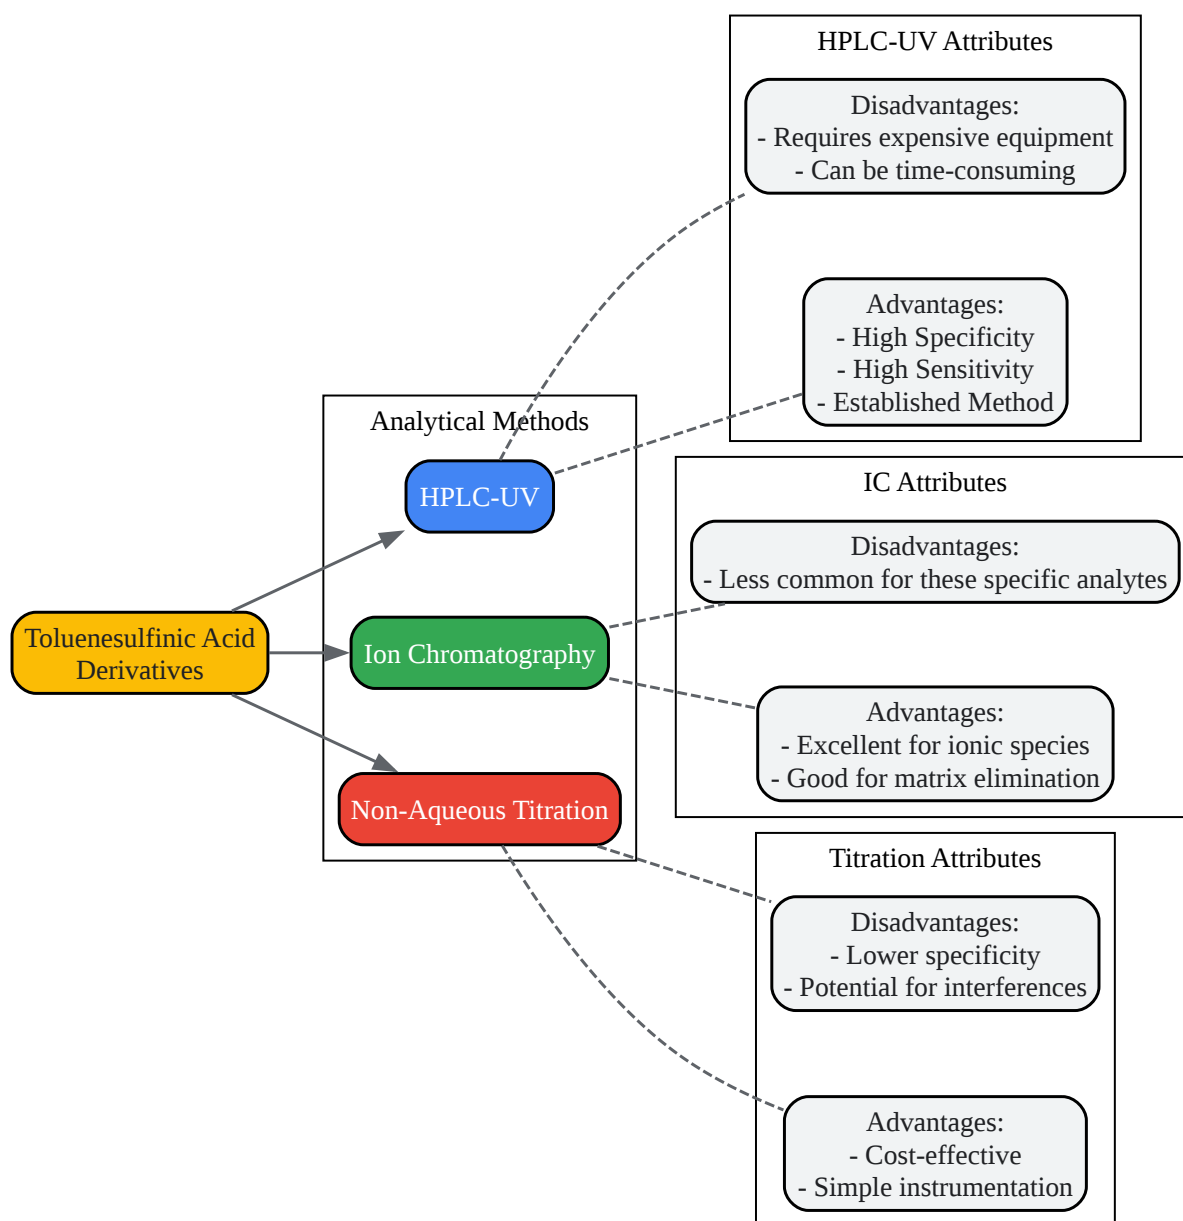 Toluenesulfinic Acid
Derivatives
Analytical Methods
HPLC-UV
Ion Chromatography
Non-Aqueous Titration
HPLC-UV Attributes
Disadvantages:
- Requires expensive equipment
- Can be time-consuming
Advantages:
- High Specificity
- High Sensitivity
- Established Method
IC Attributes
Disadvantages:
- Less common for these specific analytes
Advantages:
- Excellent for ionic species
- Good for matrix elimination
Titration Attributes
Disadvantages:
- Lower specificity
- Potential for interferences
Advantages:
- Cost-effective
- Simple instrumentation